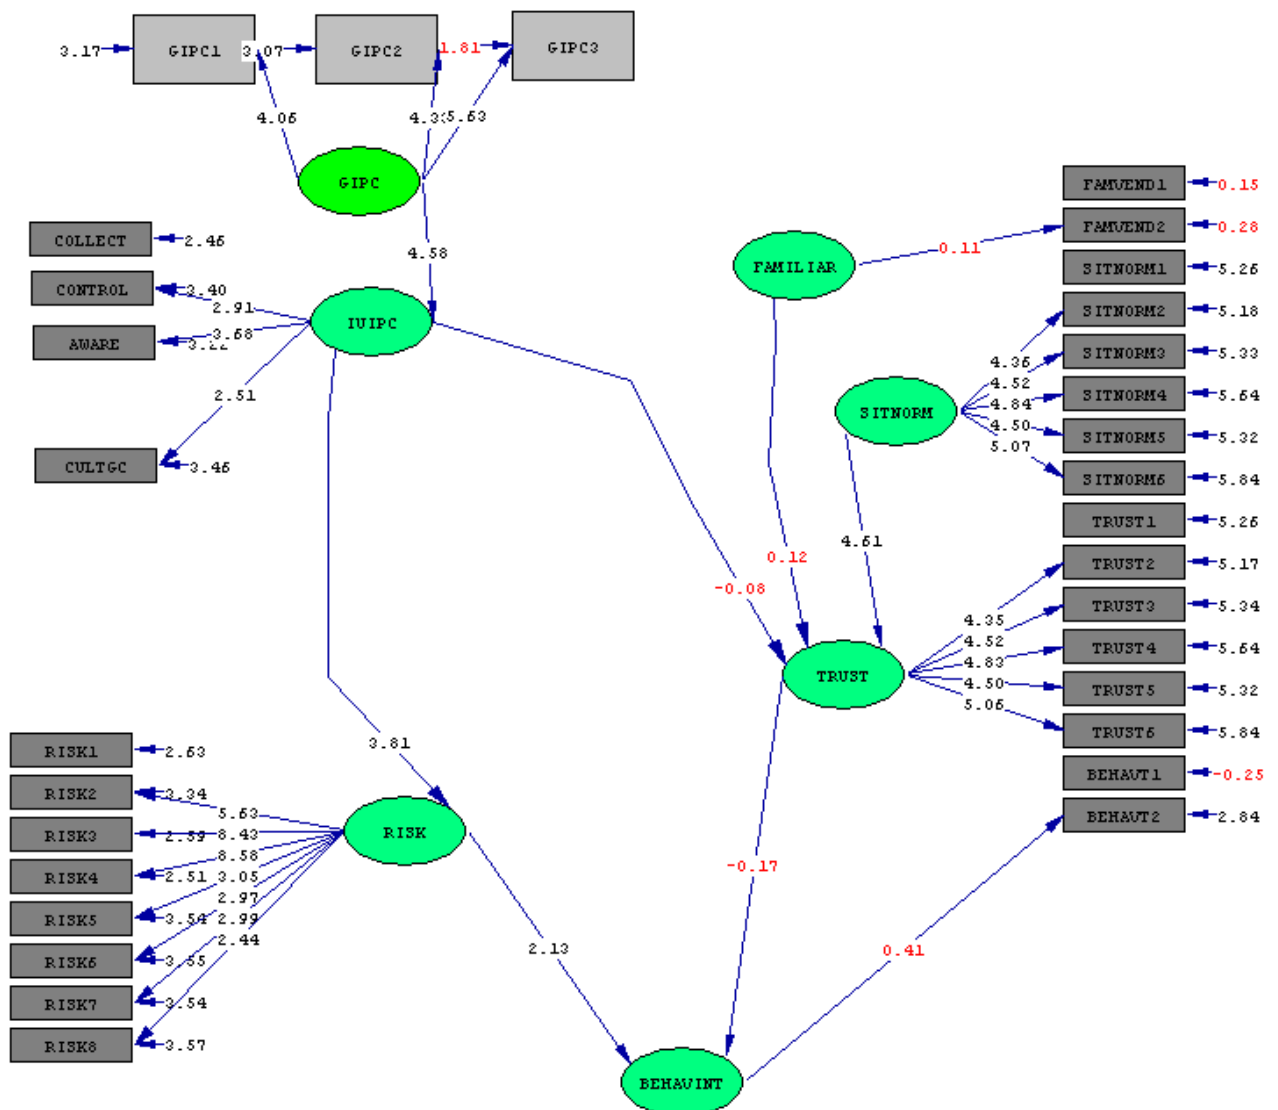 3.17 GIPC1 3.07 GIPC2 1.81 GIPC3
4.06 4.33 5.63
GIPC
FAMVEND1 0.15
COLLECT 2.46
FAMVEND2 0.28
4.58 0.11
FAMILIAR SITNORM1 5.26
CONTROL 3.40
2.91
IUIPC SITNORM2 5.18
AWARE 3.68 3.22
SITNORM3 5.33
4.36
4.52
2.51
SITNORM 4.84 SITNORM4 5.64
4.50 SITNORM5 5.32
5.07
CULTGC 3.46
SITNORM6 5.84
TRUST1 5.26
4.61
0.12
TRUST2 5.17
-0.08
TRUST3 5.34
4.35
4.52
TRUST4 5.64
4.83
TRUST
4.50 TRUST5 5.32
5.06
TRUST6 5.84
3.81
RISK1 2.63
BEHAVT1 -0.25
RISK2 3.34
5.63
BEHAVT2 2.84
RISK3 2.59 8.43 RISK
8.58
-0.17
RISK4 2.51 3.05
2.97
RISK5 3.54 2.99
2.44
2.13 0.41
RISK6 3.55
RISK7 3.54
RISK8 3.57
BEHAVINT